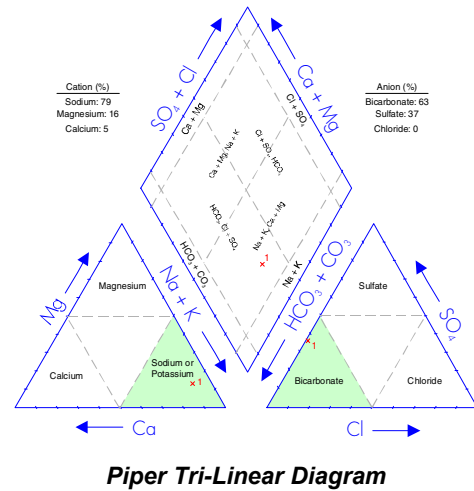 Cation (%)
Sodium: 79
Magnesium: 16
Calcium: 5
Anion (%)
Bicarbonate: 63
Sulfate: 37
Chloride: 0
SO4 + Cl
Ca + Mg
Ca + Mg
Cl + SO4
Ca + Mg, Na + K
Cl + SO4, HCO3
HCO3, Cl + SO4
Na + K, Ca + Mg
HCO3 + CO3
Na + K
1
Mg
Na + K
HCO3 + CO3
SO4
Magnesium
Calcium
Sodium or
Potassium
1
Sulfate
1
Bicarbonate
Chloride
Ca
Cl
Piper Tri-Linear Diagram